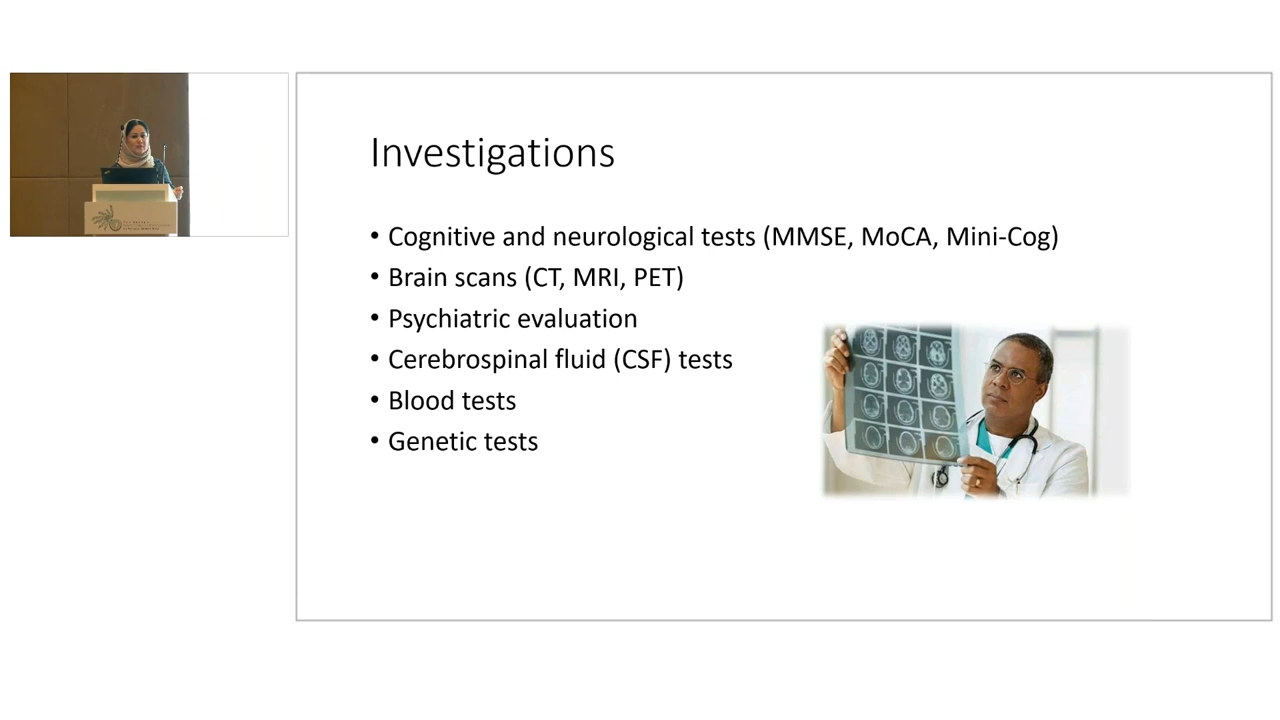 Investigations
• Cognitive and neurological tests (MMSE, MoCA, Mini-Cog)
• Brain scans (CT, MRI, PET)
• Psychiatric evaluation
• Cerebrospinal fluid (CSF) tests
• Blood tests
• Genetic tests